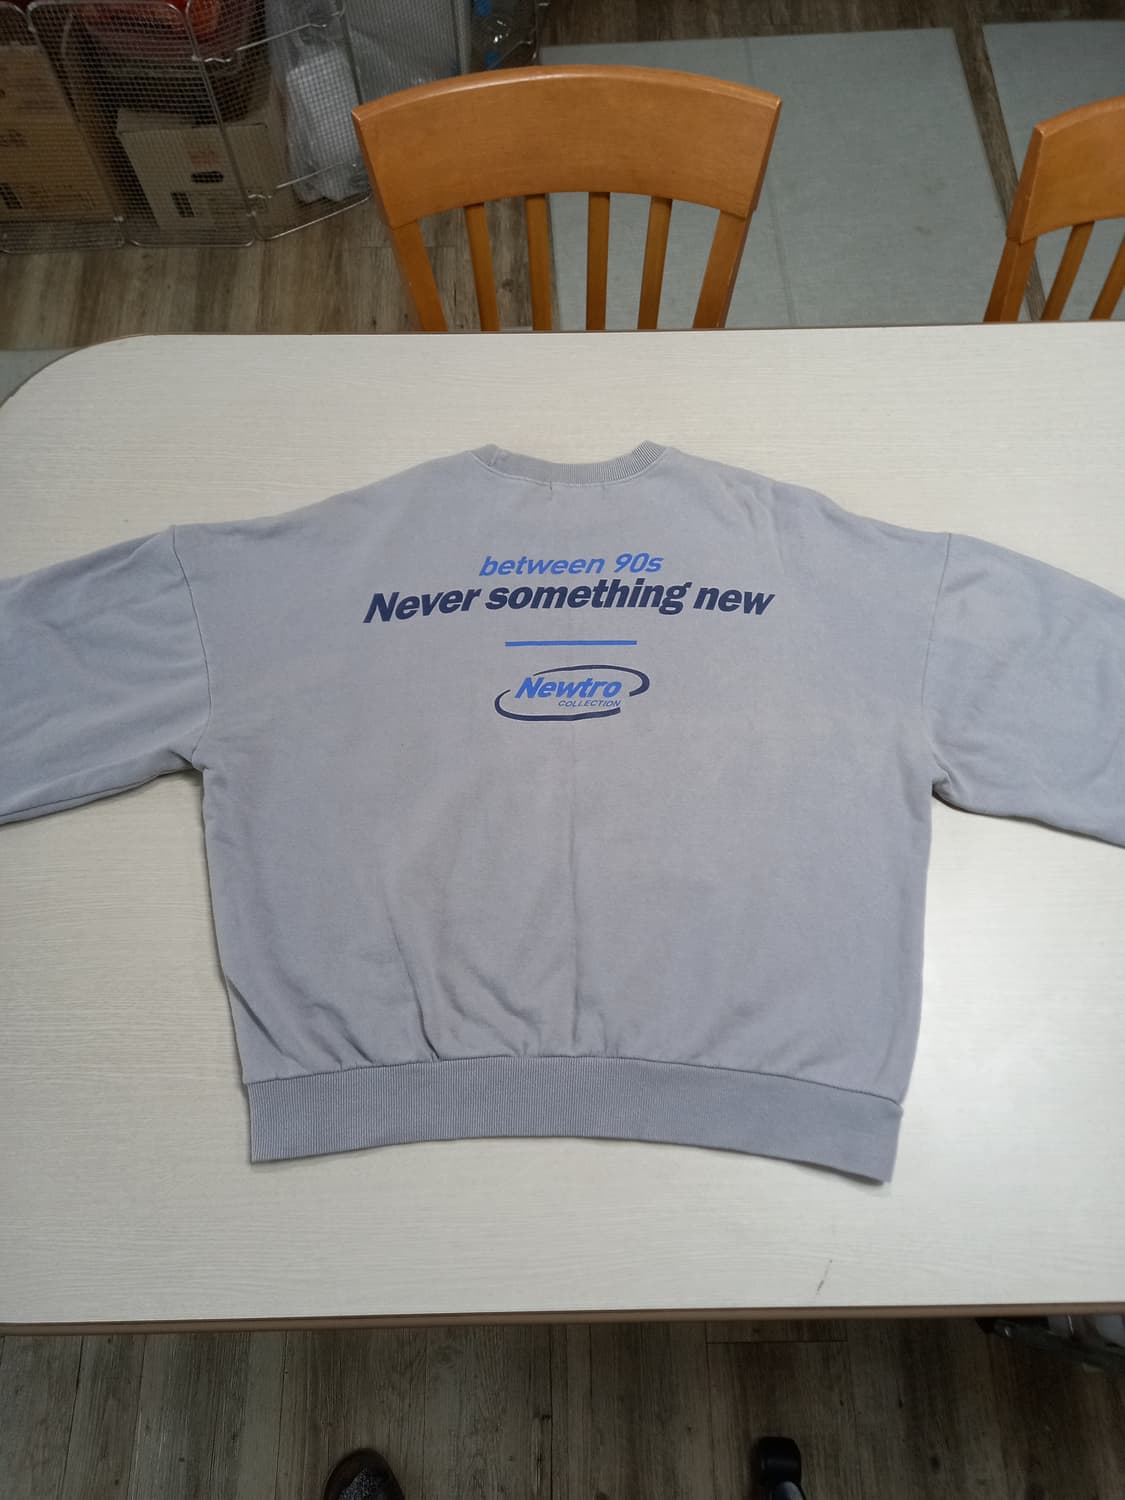 between 90s
Never something new
Newtro
COLLECTION